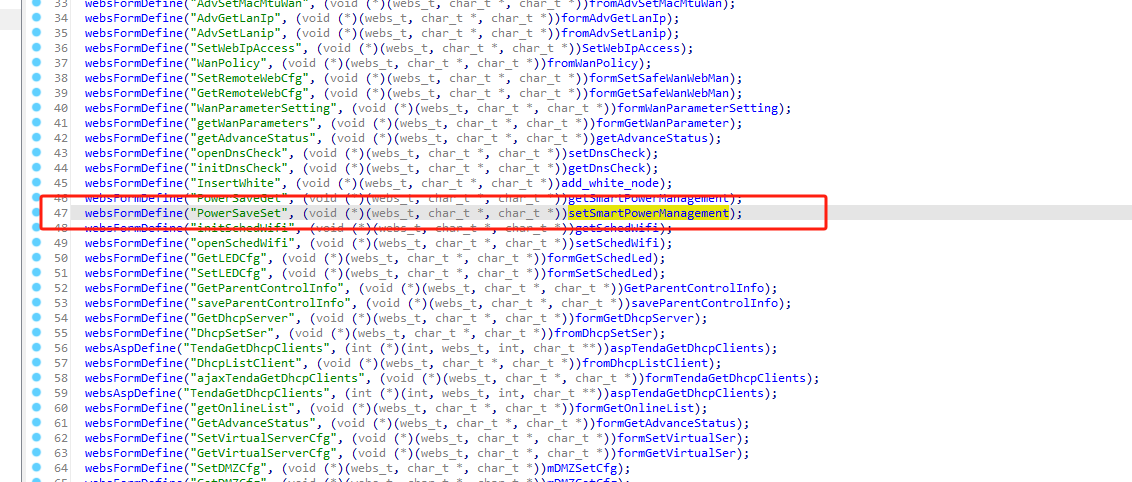 33 websFormDefine("AdvSetMacMtuWan", (void (*)(webs_t, char_t *, char_t *))fromAdvSetMacMtuWan);
34 websFormDefine("AdvGetLanIp", (void (*)(webs_t, char_t *, char_t *))formAdvGetLanIp);
35 websFormDefine("AdvSetLanip", (void (*)(webs_t, char_t *, char_t *))fromAdvSetLanip);
36 websFormDefine("SetWebIpAccess", (void (*)(webs_t, char_t *, char_t *))SetWebIpAccess);
37 websFormDefine("WanPolicy", (void (*)(webs_t, char_t *, char_t *))fromWanPolicy);
38 websFormDefine("SetRemoteWebCfg", (void (*)(webs_t, char_t *, char_t *))formSetSafeWanWebMan);
39 websFormDefine("GetRemoteWebCfg", (void (*)(webs_t, char_t *, char_t *))formGetSafeWanWebMan);
40 websFormDefine("WanParameterSetting", (void (*)(webs_t, char_t *, char_t *))formWanParameterSetting);
41 websFormDefine("getWanParameters", (void (*)(webs_t, char_t *, char_t *))formGetWanParameter);
42 websFormDefine("getAdvanceStatus", (void (*)(webs_t, char_t *, char_t *))getAdvanceStatus);
43 websFormDefine("openDnsCheck", (void (*)(webs_t, char_t *, char_t *))setDnsCheck);
44 websFormDefine("initDnsCheck", (void (*)(webs_t, char_t *, char_t *))getDnsCheck);
45 websFormDefine("InsertWhite", (void (*)(webs_t, char_t *, char_t *))add_white_node);
46 websFormDefine("PowerSaveGet", (void (*)(webs_t, char_t *, char_t *))getSmartPowerManagement);
47 websFormDefine("PowerSaveSet", (void (*)(webs_t, char_t *, char_t *))setSmartPowerManagement);
48 websFormDefine("initSchedWifi", (void (*)(webs_t, char_t *, char_t *))getSchedWifi);
49 websFormDefine("openSchedWifi", (void (*)(webs_t, char_t *, char_t *))setSchedWifi);
50 websFormDefine("GetLEDCfg", (void (*)(webs_t, char_t *, char_t *))formGetSchedLed);
51 websFormDefine("SetLEDCfg", (void (*)(webs_t, char_t *, char_t *))formSetSchedLed);
52 websFormDefine("GetParentControlInfo", (void (*)(webs_t, char_t *, char_t *))GetParentControlInfo);
53 websFormDefine("saveParentControlInfo", (void (*)(webs_t, char_t *, char_t *))saveParentControlInfo);
54 websFormDefine("GetDhcpServer", (void (*)(webs_t, char_t *, char_t *))formGetDhcpServer);
55 websFormDefine("DhcpSetSer", (void (*)(webs_t, char_t *, char_t *))fromDhcpSetSer);
56 websAspDefine("TendaGetDhcpClients", (int (*)(int, webs_t, int, char_t **))aspTendaGetDhcpClients);
57 websFormDefine("DhcpListClient", (void (*)(webs_t, char_t *, char_t *))fromDhcpListClient);
58 websFormDefine("ajaxTendaGetDhcpClients", (void (*)(webs_t, char_t *, char_t *))formTendaGetDhcpClients);
59 websAspDefine("TendaGetDhcpClients", (int (*)(int, webs_t, int, char_t **))aspTendaGetDhcpClients);
60 websFormDefine("getOnlineList", (void (*)(webs_t, char_t *, char_t *))formGetOnlineList);
61 websFormDefine("GetAdvanceStatus", (void (*)(webs_t, char_t *, char_t *))formGetAdvanceStatus);
62 websFormDefine("SetVirtualServerCfg", (void (*)(webs_t, char_t *, char_t *))formSetVirtualSer);
63 websFormDefine("GetVirtualServerCfg", (void (*)(webs_t, char_t *, char_t *))formGetVirtualSer);
64 websFormDefine("SetDMZCfg", (void (*)(webs_t, char_t *, char_t *))mDMZSetCfg);